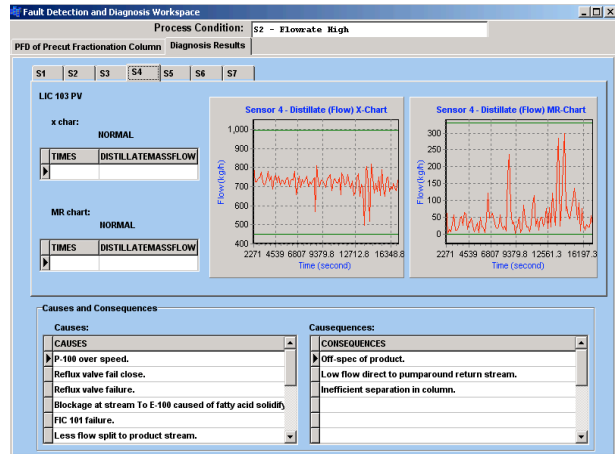 Fault Detection and Diagnosis Workspace
Process Condition: S2 - Flowrate High
PFD of Precut Fractionation Column Diagnosis Results
S1 S2 S3 S4 S5 S6 S7
LIC 103 PV
x char:
NORMAL
TIMES DISTILLATEMASSFLOW
MR chart:
NORMAL
TIMES DISTILLATEMASSFLOW
Sensor 4 - Distillate (Flow) X-Chart
Flow(kg/h)
1,000
900
800
700
600
500
400
2271 4539 6807 9379.8 12712.8 16348.8
Time (second)
Sensor 4 - Distillate (Flow) MR-Chart
Flow(kg/h)
300
250
200
150
100
50
0
2271 4539 6807 9379.8 12561.3 16197.3
Time (second)
Causes and Consequences
Causes:
CAUSES
P-100 over speed.
Reflux valve fail close.
Reflux valve failure.
Blockage at stream To E-100 caused of fatty acid solidify
FIC 101 failure.
Less flow split to product stream.
Causequences:
CONSEQUENCES
Off-spec of product.
Low flow direct to pumparound return stream.
Inefficient separation in column.